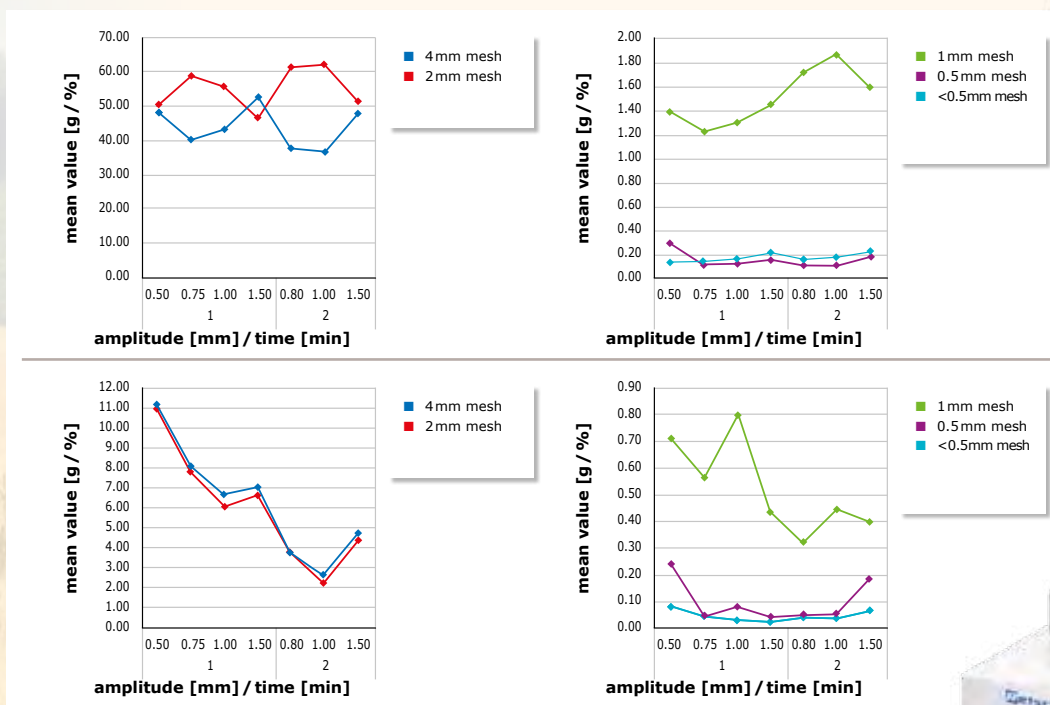 70.00
60.00
50.00
40.00
30.00
20.00
10.00
0.00
mean value [g / %]
0.50 0.75 1.00 1.50 0.80 1.00 1.50
1 2
amplitude [mm] / time [min]
4 mm mesh
2 mm mesh
2.00
1.80
1.60
1.40
1.20
1.00
0.80
0.60
0.40
0.20
0.00
mean value [g / %]
0.50 0.75 1.00 1.50 0.80 1.00 1.50
1 2
amplitude [mm] / time [min]
1 mm mesh
0.5 mm mesh
<0.5 mm mesh
12.00
11.00
10.00
9.00
8.00
7.00
6.00
5.00
4.00
3.00
2.00
1.00
0.00
mean value [g / %]
0.50 0.75 1.00 1.50 0.80 1.00 1.50
1 2
amplitude [mm] / time [min]
4 mm mesh
2 mm mesh
0.90
0.80
0.70
0.60
0.50
0.40
0.30
0.20
0.10
0.00
mean value [g / %]
0.50 0.75 1.00 1.50 0.80 1.00 1.50
1 2
amplitude [mm] / time [min]
1 mm mesh
0.5 mm mesh
<0.5 mm mesh